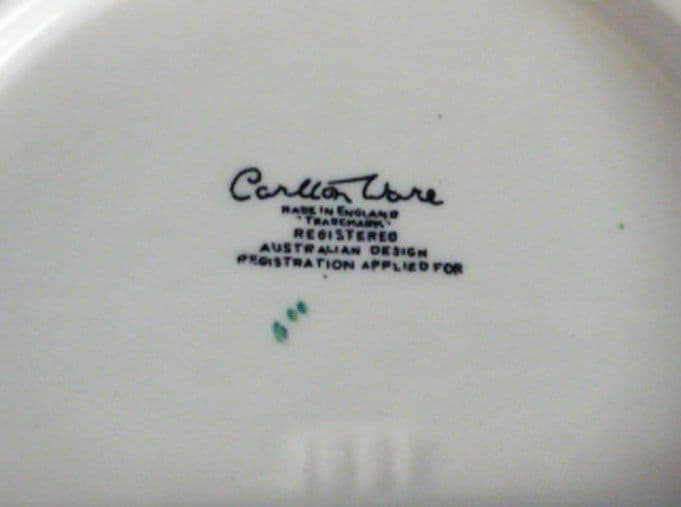 Carlton Ware
MADE IN ENGLAND
"TRADEMARK"
REGISTERED
AUSTRALIAN DESIGN
REGISTRATION APPLIED FOR